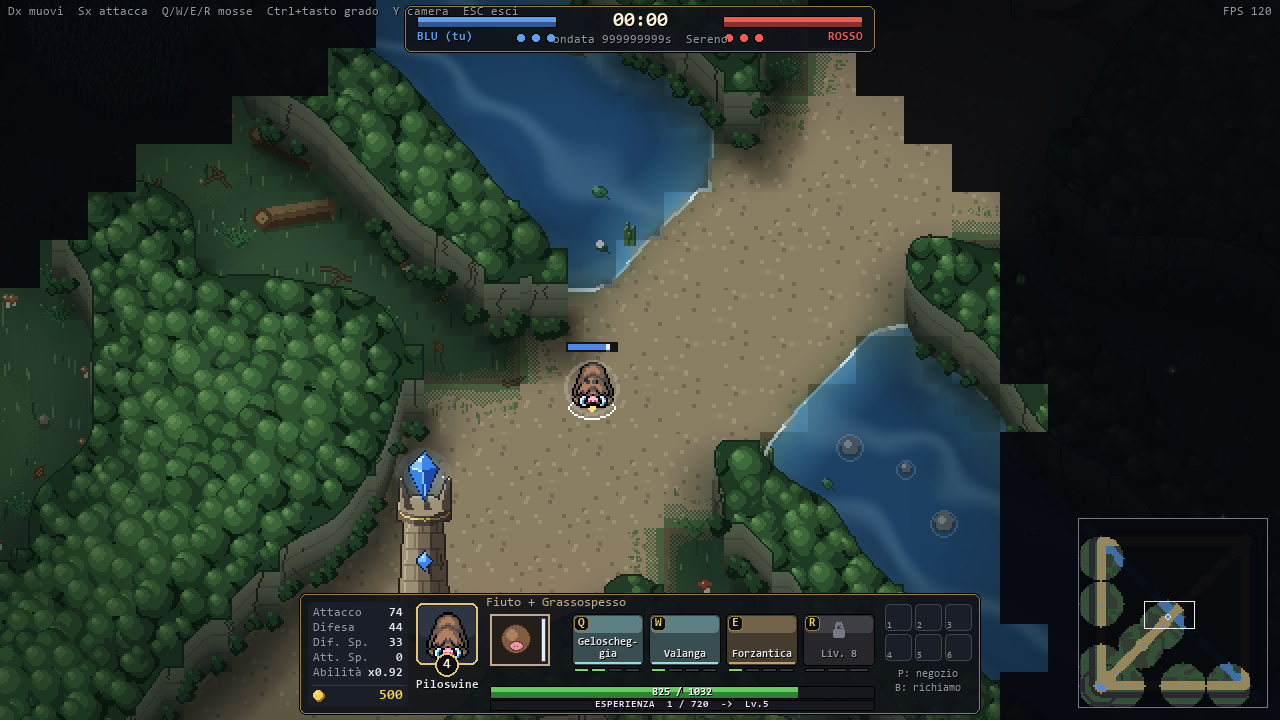 Dx muovi  Sx attacca  Q/W/E/R mosse  Ctrl+tasto grado  Y camera  ESC esci
FPS 120
00:00
BLU (tu)
ondata 999999999s  Sereno
ROSSO
Attacco 74
Difesa 44
Dif. Sp. 33
Att. Sp. 0
Abilità x0.92
500
4
Piloswine
Fiuto + Grassospesso
Q
Geloscheg-
gia
W
Valanga
E
Forzantica
R
Liv. 8
825 / 1032
ESPERIENZA 1 / 720 -> Lv.5
1 2 3
4 5 6
P: negozio
B: richiamo